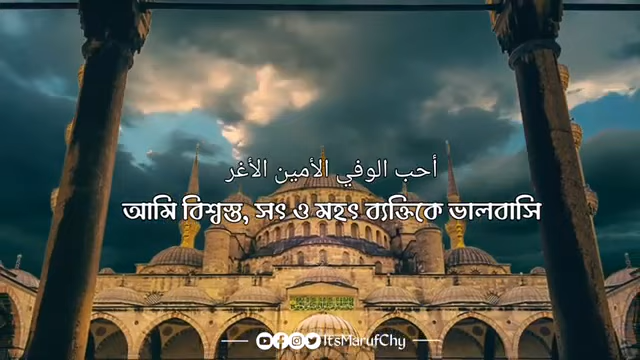 أحب الوفي الأمين الأغر
আমি বিশ্বস্ত, সৎ ও মহৎ ব্যক্তিকে ভালবাসি
ItsMarufChy